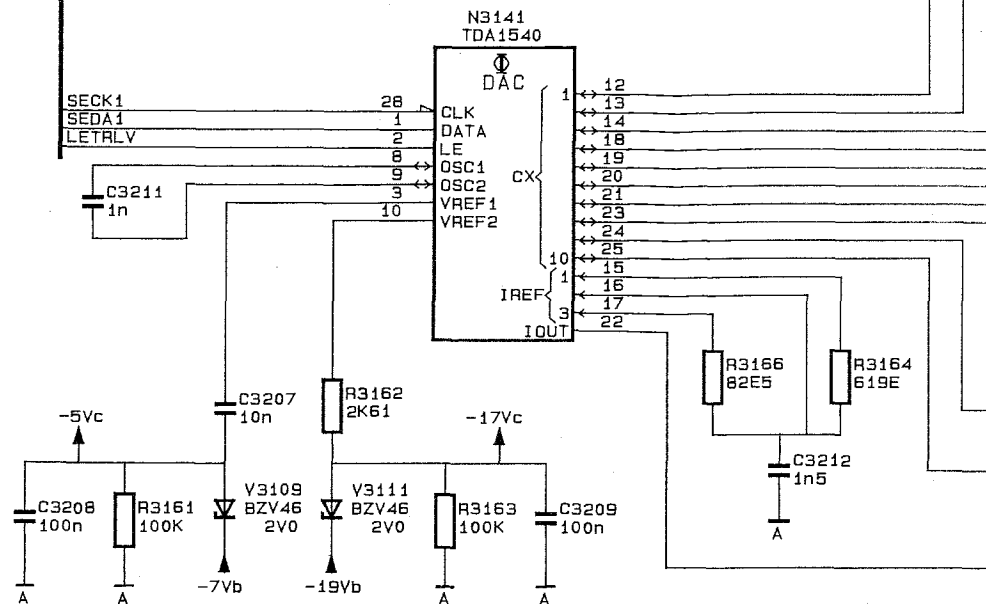 N3141
TDA1540
DAC
SECK1 28 CLK
SEDA1 1 DATA
LETRLV 2 LE
8 OSC1
9 OSC2
3 VREF1
10 VREF2
C3211
1n
CX
1 12
13
14
18
19
20
21
23
24
10 25
IREF
1 15
16
3 17
IOUT 22
R3166
82E5
R3164
619E
C3207
10n
R3162
2K61
-5Vc
-17Vc
C3212
1n5
A
C3208
100n
R3161
100K
V3109
BZV46
2V0
V3111
BZV46
2V0
R3163
100K
C3209
100n
A
A
-7Vb
-19Vb
A
A